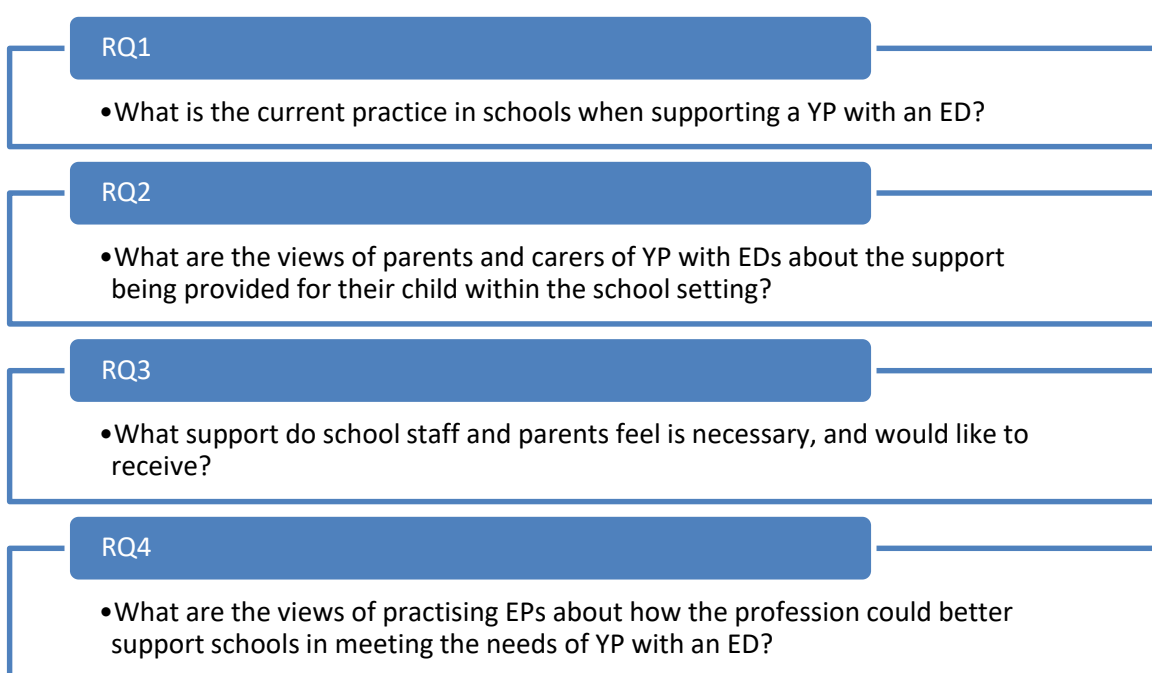 RQ1
•What is the current practice in schools when supporting a YP with an ED?
RQ2
•What are the views of parents and carers of YP with EDs about the support
being provided for their child within the school setting?
RQ3
•What support do school staff and parents feel is necessary, and would like to
receive?
RQ4
•What are the views of practising EPs about how the profession could better
support schools in meeting the needs of YP with an ED?